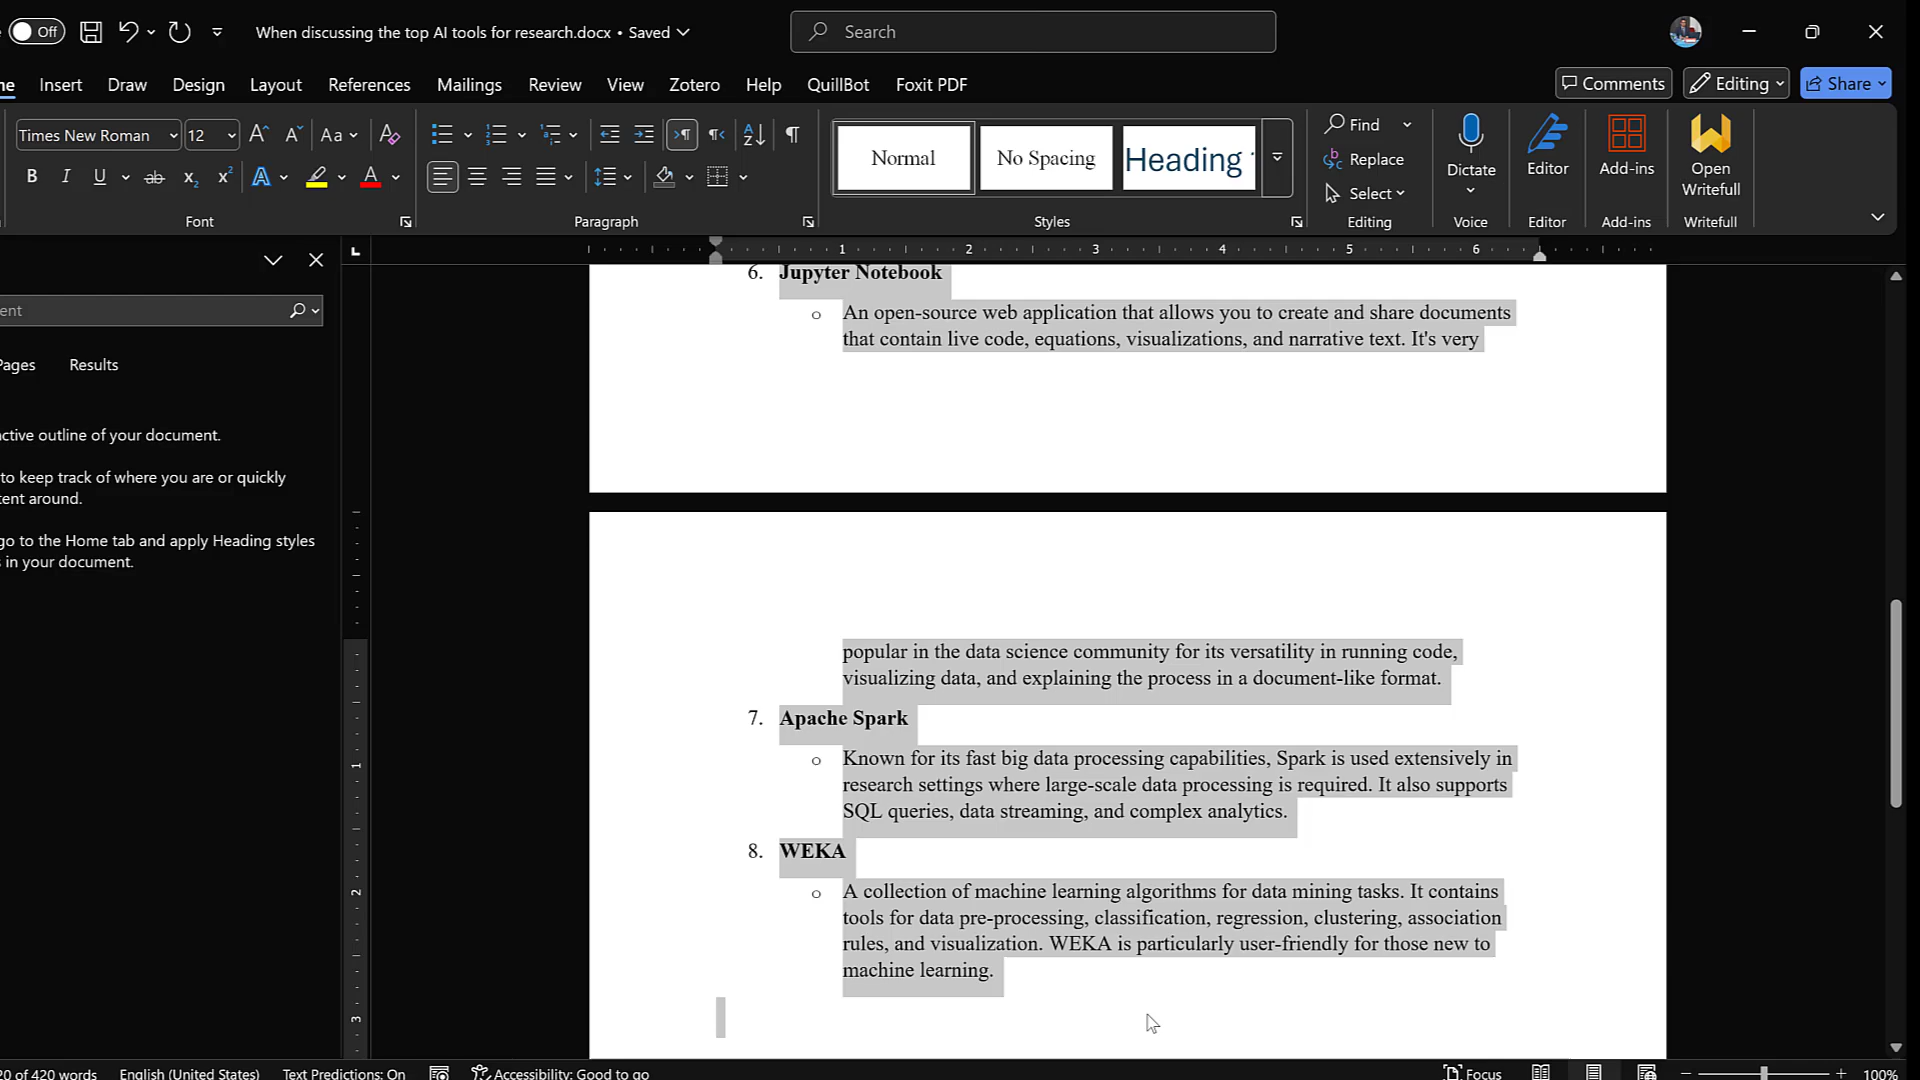 Off
When discussing the top AI tools for research.docx • Saved
Search
Insert Draw Design Layout References Mailings Review View Zotero Help QuillBot Foxit PDF
Comments Editing Share
Times New Roman 12 Aa
Normal No Spacing Heading
Find
Replace
Select
Dictate
Editor
Add-ins
Open
Writefull
Font Paragraph Styles Editing Voice Editor Add-ins Writefull
1 2 3 4 5 6
Results
outline of your document.
to keep track of where you are or quickly
around.
go to the Home tab and apply Heading styles
in your document.
6. Jupyter Notebook
o An open-source web application that allows you to create and share documents
that contain live code, equations, visualizations, and narrative text. It's very
popular in the data science community for its versatility in running code,
visualizing data, and explaining the process in a document-like format.
7. Apache Spark
o Known for its fast big data processing capabilities, Spark is used extensively in
research settings where large-scale data processing is required. It also supports
SQL queries, data streaming, and complex analytics.
8. WEKA
o A collection of machine learning algorithms for data mining tasks. It contains
tools for data pre-processing, classification, regression, clustering, association
rules, and visualization. WEKA is particularly user-friendly for those new to
machine learning.
1
2
3
20 of 420 words English (United States) Text Predictions: On Accessibility: Good to go Focus 100%